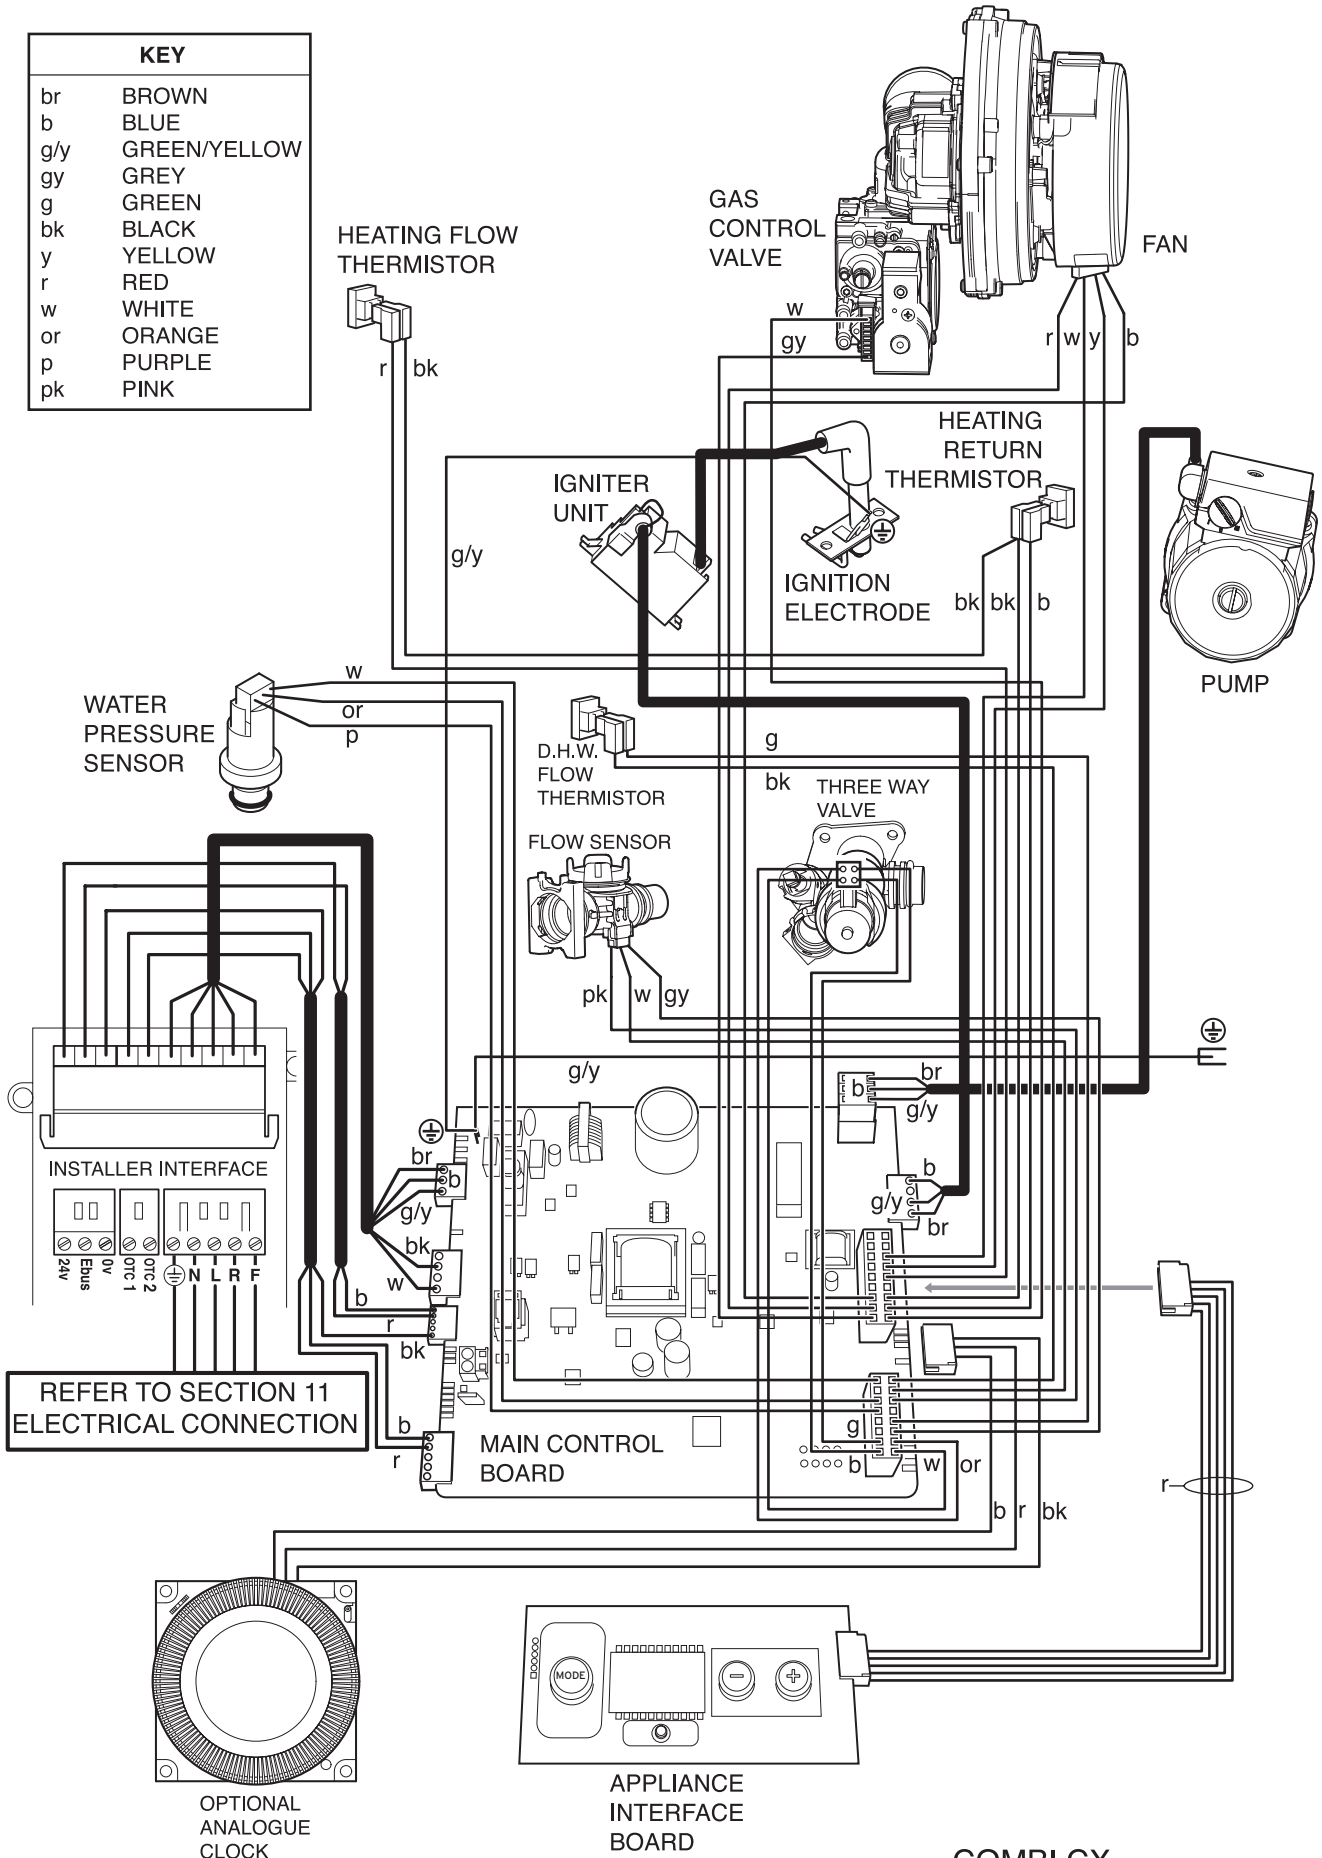 KEY
br BROWN
b BLUE
g/y GREEN/YELLOW
gy GREY
g GREEN
bk BLACK
y YELLOW
r RED
w WHITE
or ORANGE
p PURPLE
pk PINK
HEATING FLOW
THERMISTOR
r bk
GAS
CONTROL
VALVE
w
gy
FAN
r w y b
HEATING
RETURN
THERMISTOR
bk bk b
IGNITER
UNIT
g/y
IGNITION
ELECTRODE
PUMP
WATER
PRESSURE
SENSOR
w
or
p
D.H.W.
FLOW
THERMISTOR
g
bk
THREE WAY
VALVE
FLOW SENSOR
pk w gy
g/y
br
b
g/y
INSTALLER INTERFACE
24v
Ebus
0v
OTC 1
OTC 2
N L R F
br
b
g/y
bk
w
b
r
bk
b
g/y
br
REFER TO SECTION 11
ELECTRICAL CONNECTION
b
r
MAIN CONTROL
BOARD
g
b
w
or
b r bk
r
MODE
OPTIONAL
ANALOGUE
CLOCK
APPLIANCE
INTERFACE
BOARD